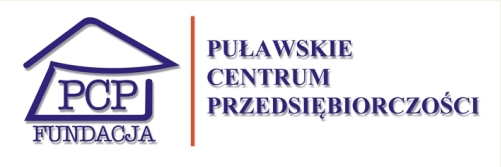 PCP
FUNDACJA
PUŁAWSKIE
CENTRUM
PRZEDSIĘBIORCZOŚCI